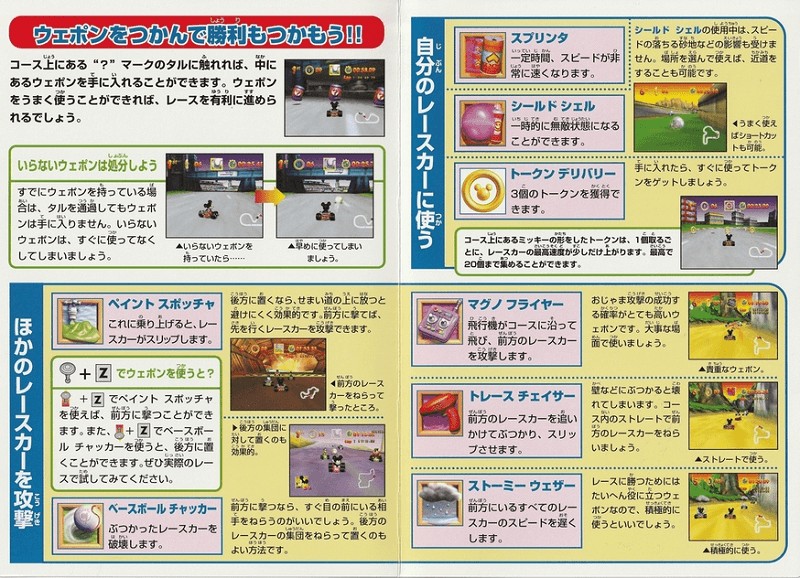 ウェポンをつかんで勝利もつかもう!!
コース上にある“?”マークのタルに触れれば、中に
あるウェポンを手に入れることができます。ウェポン
をうまく使うことができれば、レースを有利に進めら
れるでしょう。
いらないウェポンは処分しよう
すでにウェポンを持っている場
合は、タルを通過してもウェポ
ンは手に入りません。いらない
ウェポンは、すぐに使ってなく
してしまいましょう。
▲いらないウェポンを
持っていたら……
▲早めに使ってしまい
ましょう。
自分のレースカーに使う
スプリンタ
一定時間、スピードが非
常に速くなります。
シールド シェル
一時的に無敵状態になる
ことができます。
シールド シェルの使用中は、スピー
ドの落ちる砂地などの影響も受けま
せん。場所を選んで使えば、近道を
することも可能です。
◀うまく使え
ばショートカッ
トも可能。
トークン デリバリー
3個のトークンを獲得で
きます。
手に入れたら、すぐに使ってトーク
ンをゲットしましょう。
コース上にあるミッキーの形をしたトークンは、1個取るご
とに、レースカーの最高速度が少しだけ上がります。最高で
20個まで集めることができます。
ほかのレースカーを攻撃
ペイント スポッチャ
これに乗り上げると、レー
スカーがスリップします。
後方に置くなら、せまい道の上に放つと
避けにくく効果的です。前方に撃てば、
先を行くレースカーを攻撃できます。
◀前方のレース
カーをねらって
撃ったところ。
+Zでウェポンを使うと?
+Zでペイント スポッチャ
を使えば、前方に撃つことができ
ます。また、+Zでベースボー
ル チャッカーを使うと、後方に置
くことができます。ぜひ実際のレース
で試してみてください。
▶後方の集団に
対して置くのも
効果的。
ベースボール チャッカー
ぶつかったレースカーを
破壊します。
前方に撃つなら、すぐ目の前にいる相
手をねらうのがいいでしょう。後方の
レースカーの集団をねらって置くのも
よい方法です。
マグノ フライヤー
飛行機がコースに沿って
飛び、前方のレースカー
を攻撃します。
おじゃま攻撃の成功す
る確率がとても高いウ
ェポンです。大事な場
面で使いましょう。
▲貴重なウェポン。
トレース チェイサー
前方のレースカーを追い
かけてぶつかり、スリッ
プさせます。
壁などにぶつかると壊
れてしまいます。コー
ス内のストレートで前
方のレースカーをねら
いましょう。
▲ストレートで使う。
ストーミー ウェザー
前方にいるすべてのレー
スカーのスピードを遅く
します。
レースに勝つためには
たいへん役に立つウェ
ポンなので、積極的に
使うといいでしょう。
▲積極的に使う。